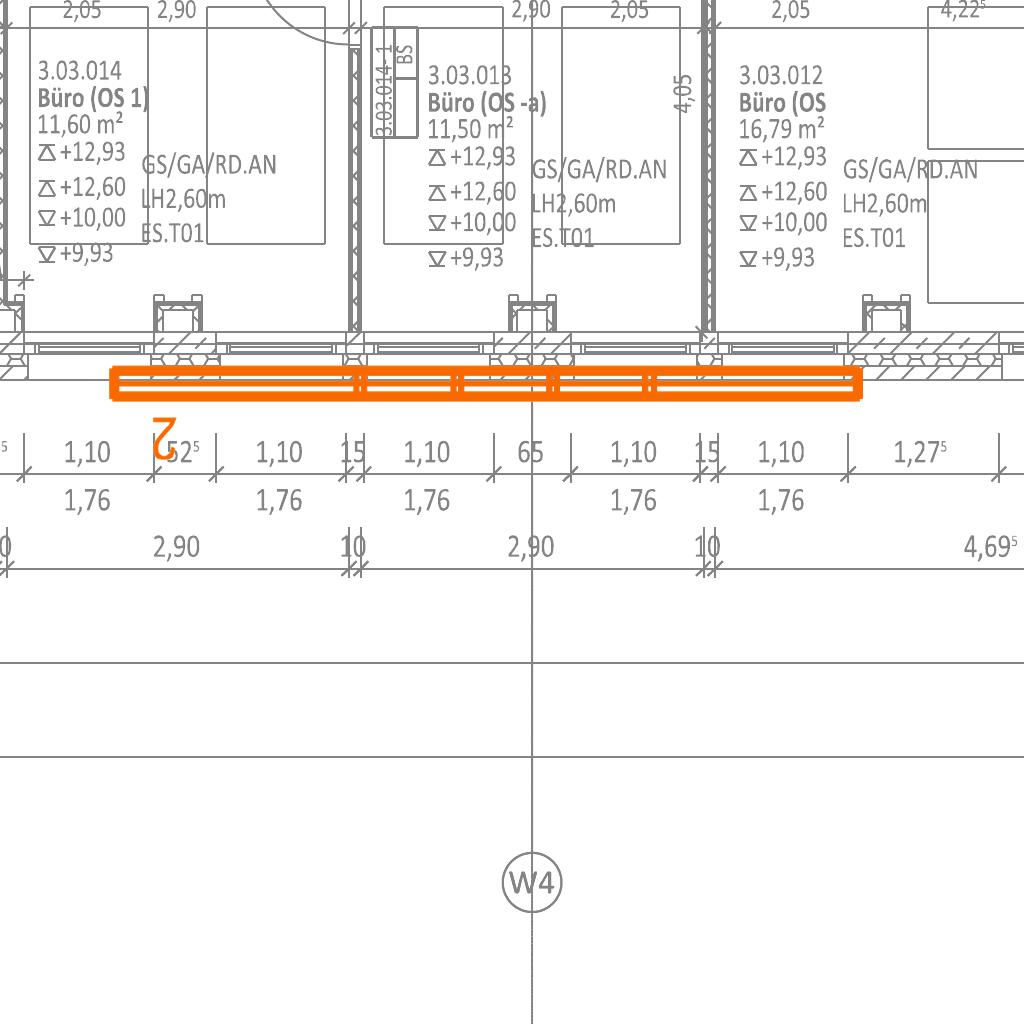 2,05
2,90
2,90
2,05
2,05
4,22⁵
3.03.014
Büro (OS 1)
11,60 m²
+12,93
+12,60
+10,00
+9,93
GS/GA/RD.AN
LH2,60m
ES.T01
3.03.014- 1
BS
3.03.013
Büro (OS -a)
11,50 m²
+12,93
+12,60
+10,00
+9,93
GS/GA/RD.AN
LH2,60m
ES.T01
4,05
3.03.012
Büro (OS
16,79 m²
+12,93
+12,60
+10,00
+9,93
GS/GA/RD.AN
LH2,60m
ES.T01
2
5
1,10
52⁵
1,10
15
1,10
65
1,10
15
1,10
1,27⁵
1,76
1,76
1,76
1,76
1,76
0
2,90
10
2,90
10
4,69⁵
W4